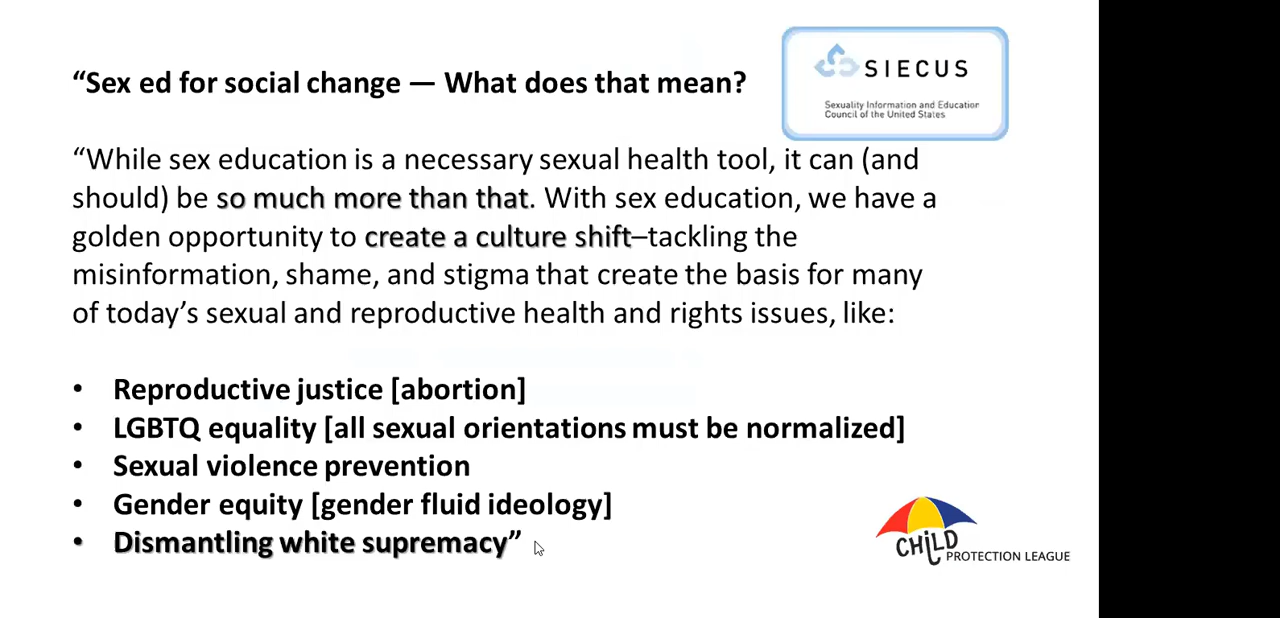 “Sex ed for social change — What does that mean?
SIECUS
Sexuality Information and Education
Council of the United States
“While sex education is a necessary sexual health tool, it can (and
should) be so much more than that. With sex education, we have a
golden opportunity to create a culture shift–tackling the
misinformation, shame, and stigma that create the basis for many
of today’s sexual and reproductive health and rights issues, like:
• Reproductive justice [abortion]
• LGBTQ equality [all sexual orientations must be normalized]
• Sexual violence prevention
• Gender equity [gender fluid ideology]
• Dismantling white supremacy”
CHiLD
PROTECTION LEAGUE